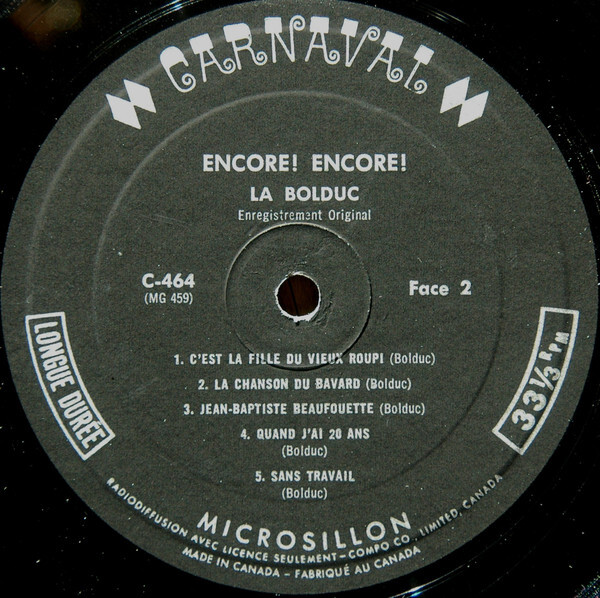 CARNAVAL
ENCORE! ENCORE!
LA BOLDUC
Enregistrement Original
C-464
(MG 459)
Face 2
LONGUE DURÉE
33 1/3 RPM
1. C'EST LA FILLE DU VIEUX ROUPI (Bolduc)
2. LA CHANSON DU BAVARD (Bolduc)
3. JEAN-BAPTISTE BEAUFOUETTE (Bolduc)
4. QUAND J'AI 20 ANS
(Bolduc)
5. SANS TRAVAIL
(Bolduc)
MICROSILLON
RADIODIFFUSION AVEC LICENCE SEULEMENT-COMPO CO., LIMITED, CANADA
MADE IN CANADA - FABRIQUÉ AU CANADA